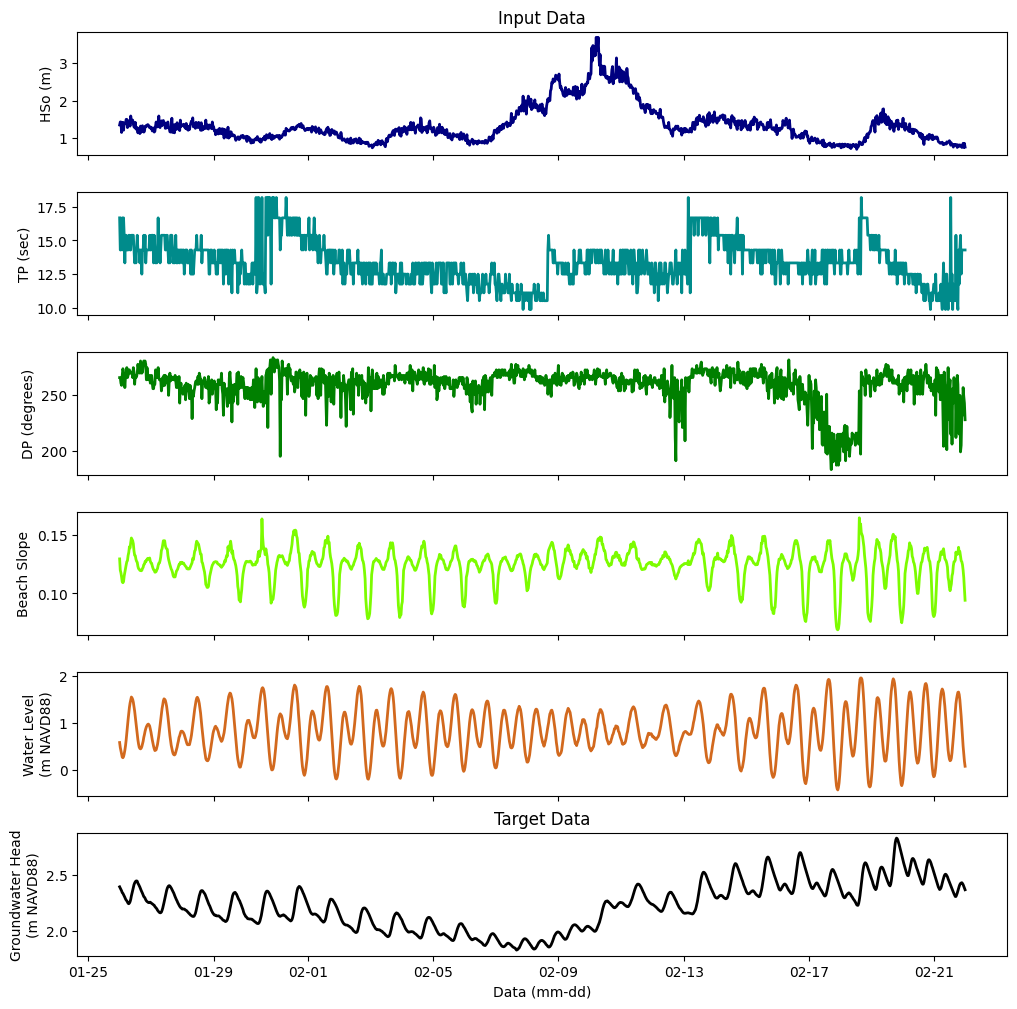 Input Data
HSo (m)
3
2
1
TP (sec)
17.5
15.0
12.5
10.0
DP (degrees)
250
200
Beach Slope
0.15
0.10
Water Level
(m NAVD88)
2
1
0
Target Data
Groundwater Head
(m NAVD88)
2.5
2.0
01-25 01-29 02-01 02-05 02-09 02-13 02-17 02-21
Data (mm-dd)